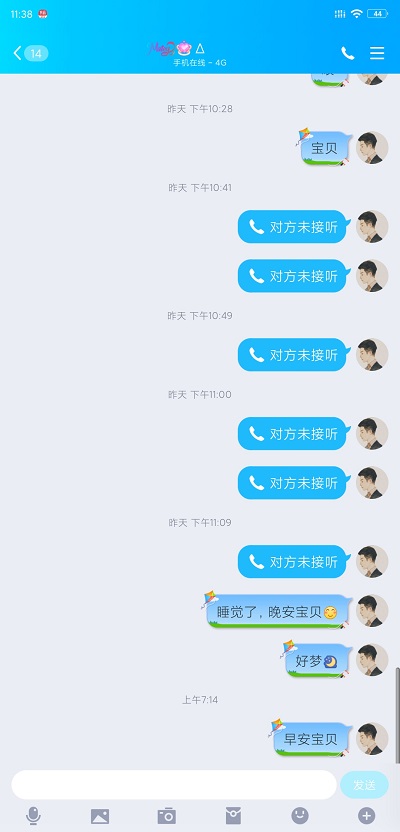 11:38
44
14
Δ
手机在线 - 4G
昨天 下午10:28
宝贝
昨天 下午10:41
对方未接听
对方未接听
昨天 下午10:49
对方未接听
昨天 下午11:00
对方未接听
对方未接听
昨天 下午11:09
对方未接听
睡觉了，晚安宝贝😊
好梦🌛
上午7:14
早安宝贝
发送